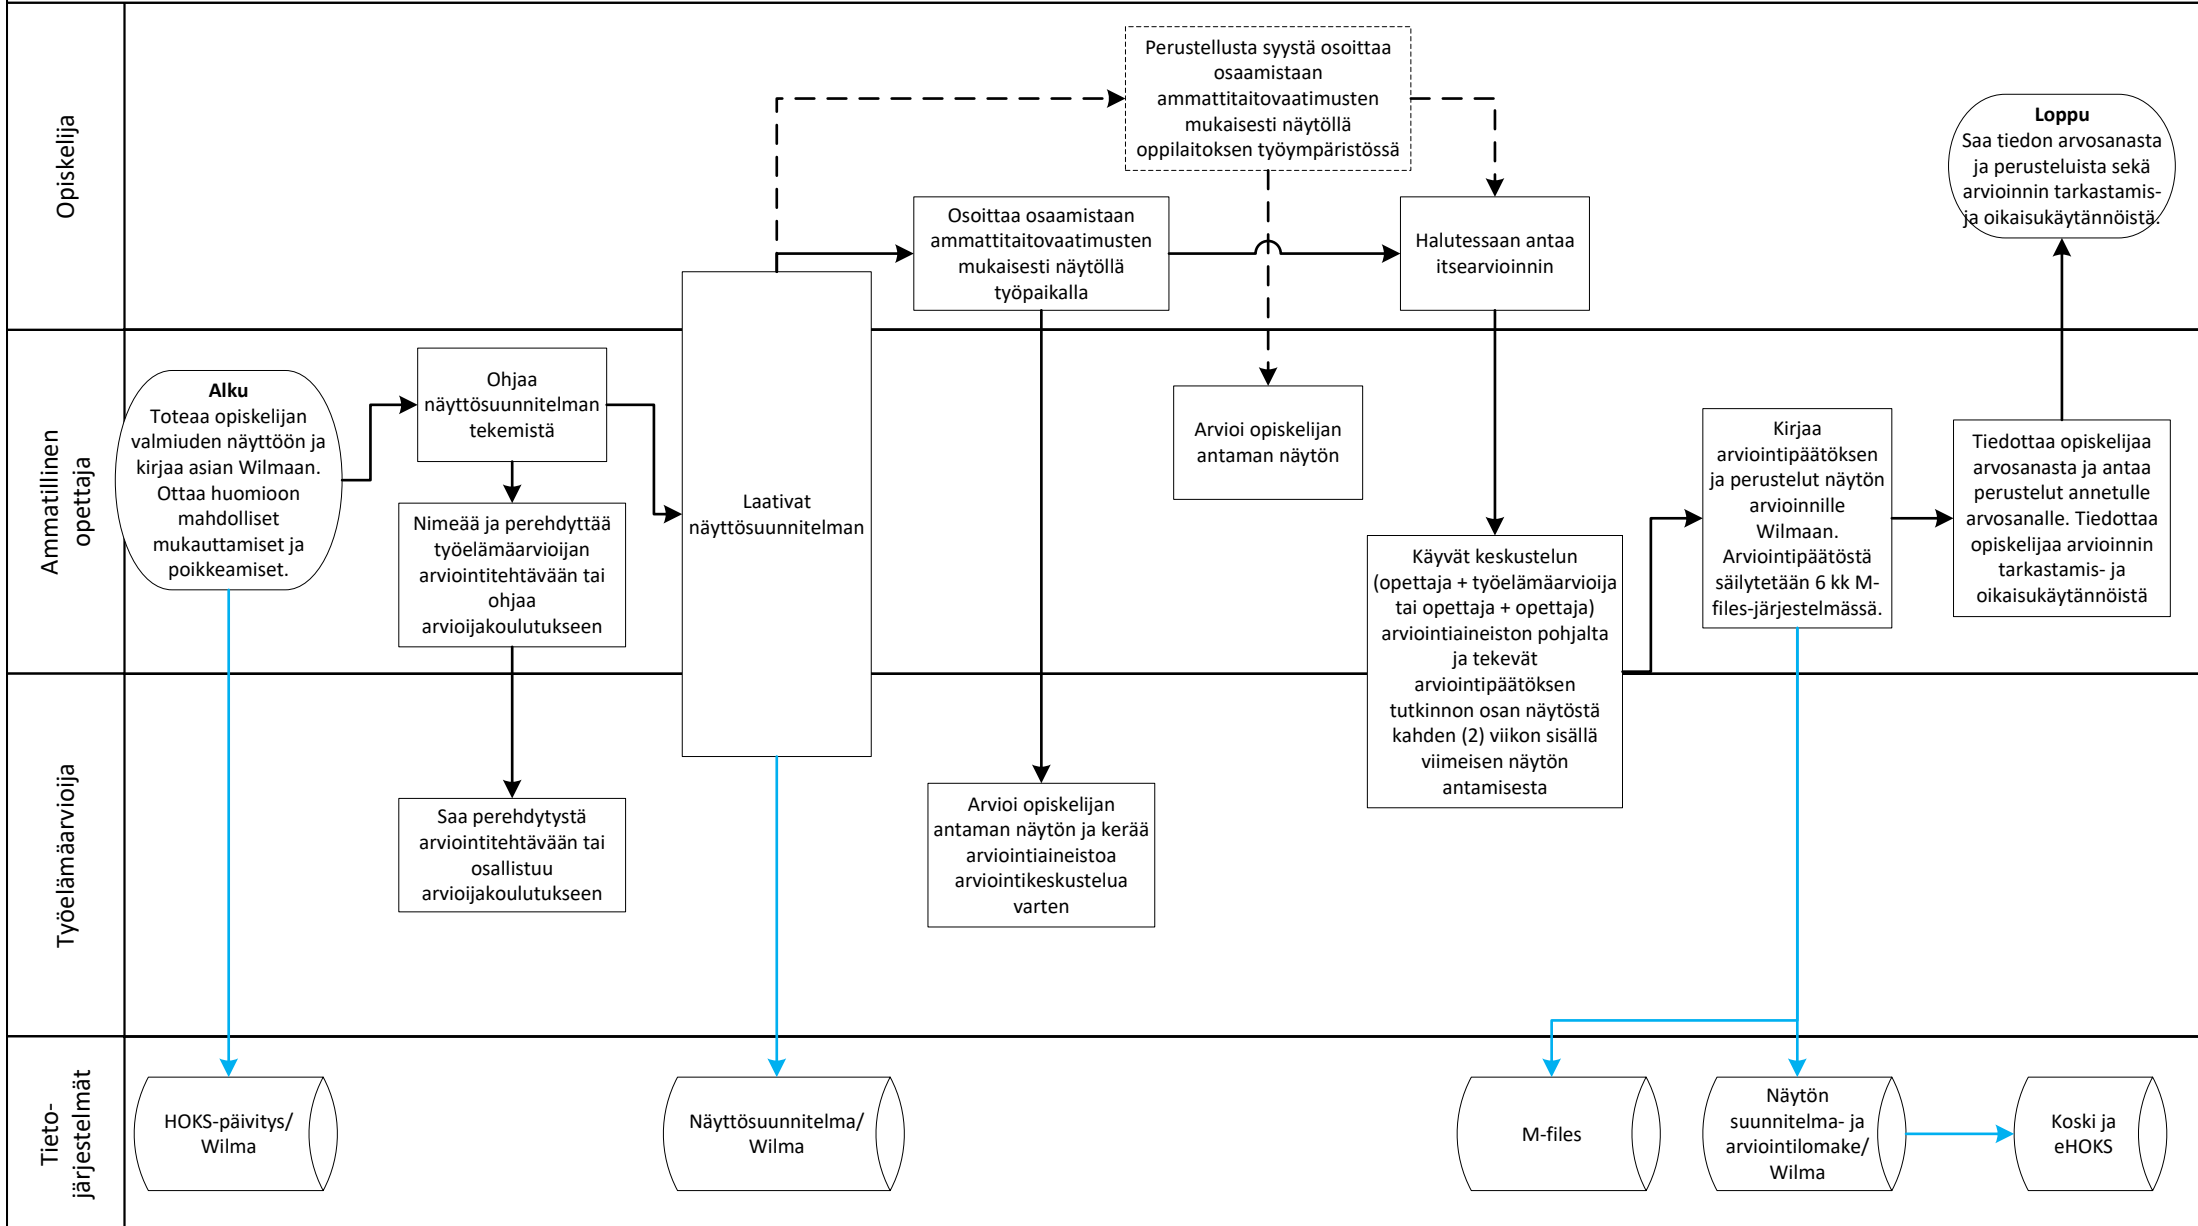 Opiskelija
Perustellusta syystä osoittaa
osaamistaan
ammattitaitovaatimusten
mukaisesti näytöllä
oppilaitoksen työympäristössä
Osoittaa osaamistaan
ammattitaitovaatimusten
mukaisesti näytöllä
työpaikalla
Halutessaan antaa
itsearvioinnin
Loppu
Saa tiedon arvosanasta
ja perusteluista sekä
arvioinnin tarkastamis-
ja oikaisukäytännöistä.
Ammatillinen
opettaja
Alku
Toteaa opiskelijan
valmiuden näyttöön ja
kirjaa asian Wilmaan.
Ottaa huomioon
mahdolliset
mukauttamiset ja
poikkeamiset.
Ohjaa
näyttösuunnitelman
tekemistä
Nimeää ja perehdyttää
työelämäarvioijan
arviointitehtävään tai
ohjaa
arvioijakoulutukseen
Laativat
näyttösuunnitelman
Arvioi opiskelijan
antaman näytön
Käyvät keskustelun
(opettaja + työelämäarvioija
tai opettaja + opettaja)
arviointiaineiston pohjalta
ja tekevät
arviointipäätöksen
tutkinnon osan näytöstä
kahden (2) viikon sisällä
viimeisen näytön
antamisesta
Kirjaa
arviointipäätöksen
ja perustelut näytön
arvioinnille
Wilmaan.
Arviointipäätöstä
säilytetään 6 kk M-
files-järjestelmässä.
Tiedottaa opiskelijaa
arvosanasta ja antaa
perustelut annetulle
arvosanalle. Tiedottaa
opiskelijaa arvioinnin
tarkastamis- ja
oikaisukäytännöistä
Työelämäarvioija
Saa perehdytystä
arviointitehtävään tai
osallistuu
arvioijakoulutukseen
Arvioi opiskelijan
antaman näytön ja kerää
arviointiaineistoa
arviointikeskustelua
varten
Tieto-
järjestelmät
HOKS-päivitys/
Wilma
Näyttösuunnitelma/
Wilma
M-files
Näytön
suunnitelma- ja
arviointilomake/
Wilma
Koski ja
eHOKS